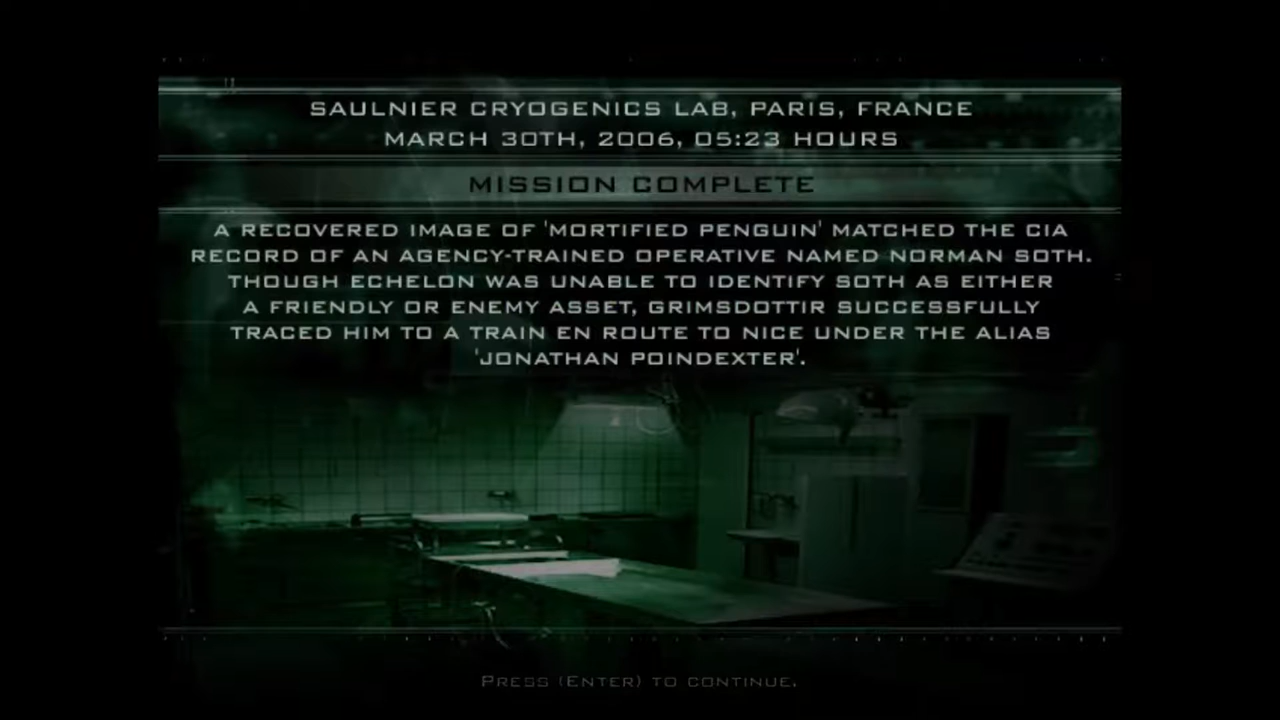 SAULNIER CRYOGENICS LAB, PARIS, FRANCE
MARCH 30TH, 2006, 05:23 HOURS
MISSION COMPLETE
A RECOVERED IMAGE OF 'MORTIFIED PENGUIN' MATCHED THE CIA
RECORD OF AN AGENCY-TRAINED OPERATIVE NAMED NORMAN SOTH.
THOUGH ECHELON WAS UNABLE TO IDENTIFY SOTH AS EITHER
A FRIENDLY OR ENEMY ASSET, GRIMSDOTTIR SUCCESSFULLY
TRACED HIM TO A TRAIN EN ROUTE TO NICE UNDER THE ALIAS
'JONATHAN POINDEXTER'.
PRESS (ENTER) TO CONTINUE.